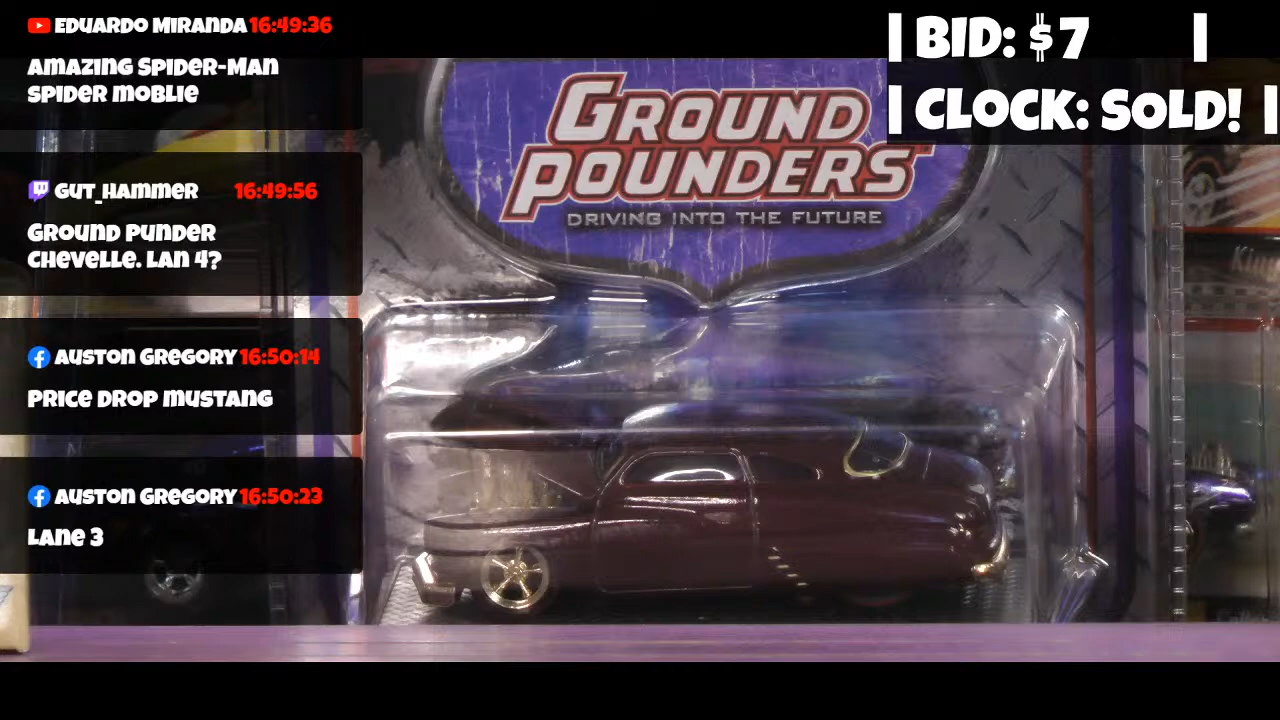 EDUARDO MIRANDA 16:49:36
AMAZING SPIDER-MAN
SPIDER MOBLIE
GUT_HAMMER 16:49:56
GROUND PUNDER
CHEVELLE. LAN 4?
AUSTON GREGORY 16:50:14
PRICE DROP MUSTANG
AUSTON GREGORY 16:50:23
LANE 3
| BID: $7 |
| CLOCK: SOLD! |
GROUND
POUNDERS
DRIVING INTO THE FUTURE
King